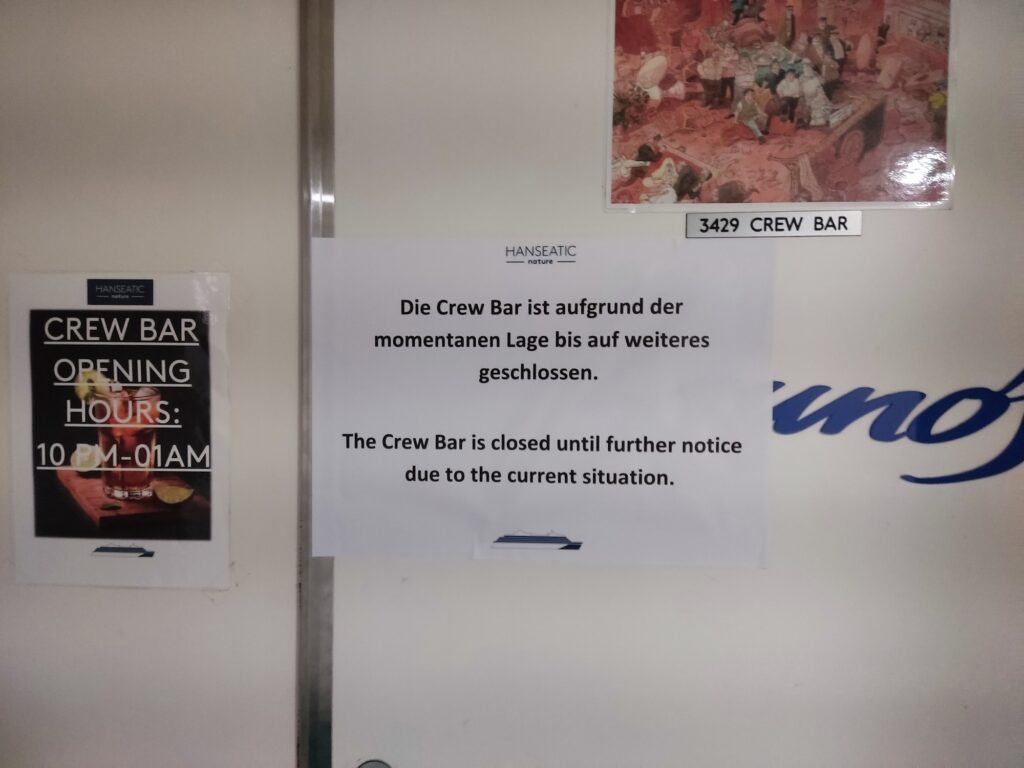 3429 CREW BAR
HANSEATIC
nature
Die Crew Bar ist aufgrund der
momentanen Lage bis auf weiteres
geschlossen.
The Crew Bar is closed until further notice
due to the current situation.
HANSEATIC
nature
CREW BAR
OPENING
HOURS:
10 PM-01AM